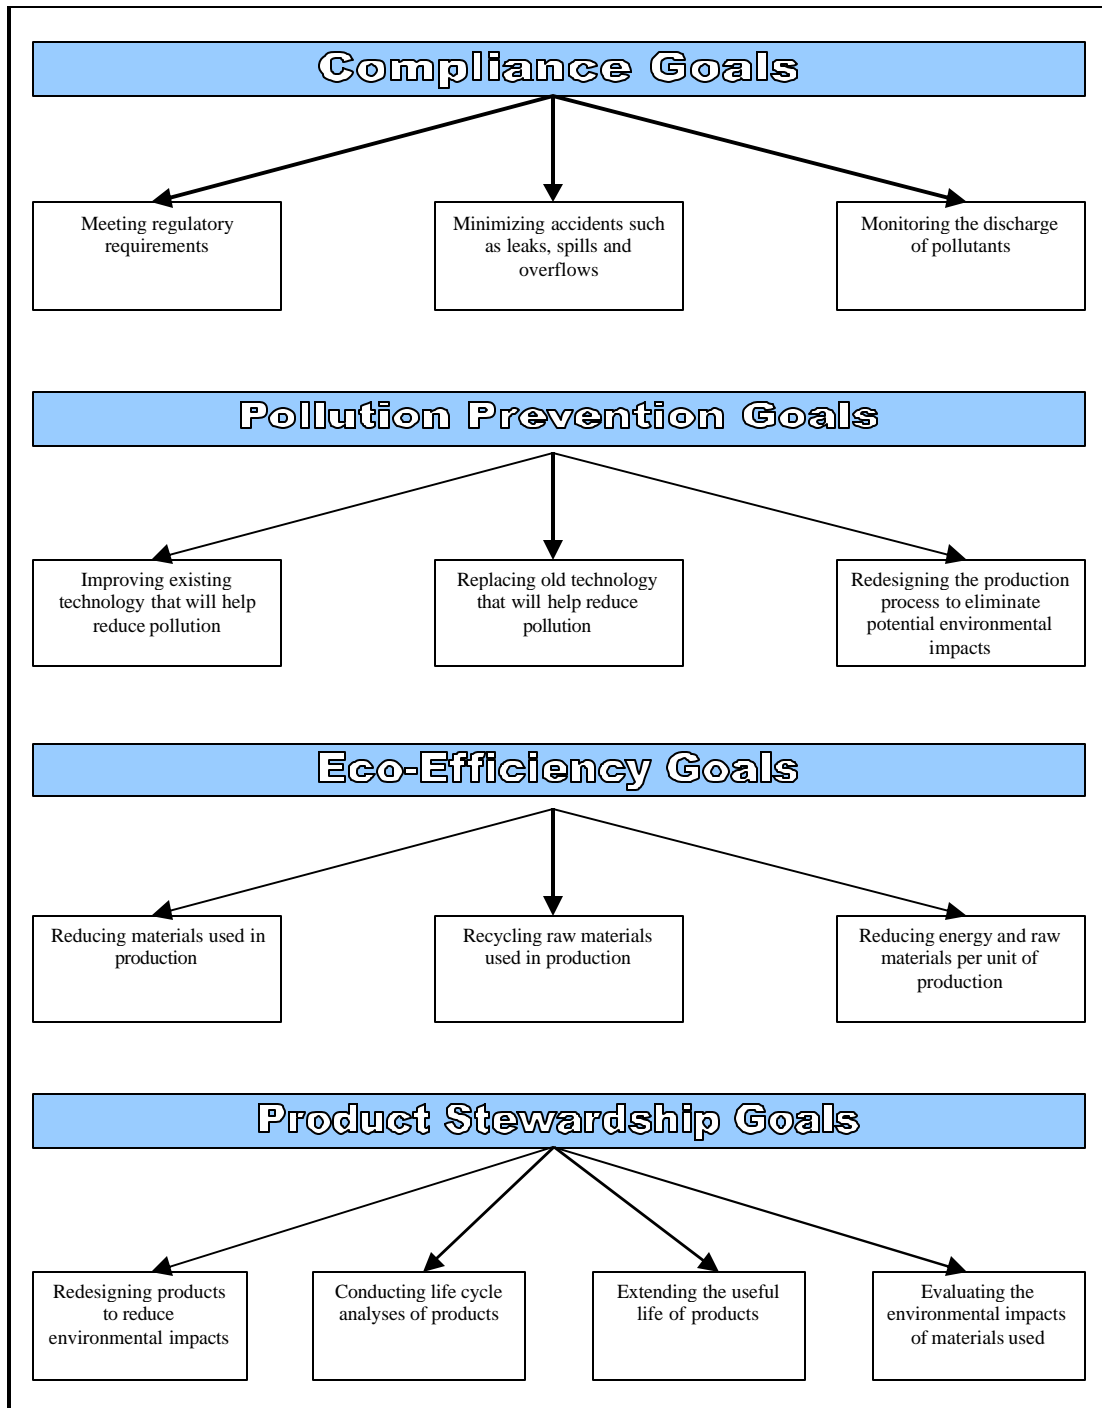 Compliance Goals
Meeting regulatory
requirements
Minimizing accidents such
as leaks, spills and
overflows
Monitoring the discharge
of pollutants
Pollution Prevention Goals
Improving existing
technology that will help
reduce pollution
Replacing old technology
that will help reduce
pollution
Redesigning the production
process to eliminate
potential environmental
impacts
Eco-Efficiency Goals
Reducing materials used in
production
Recycling raw materials
used in production
Reducing energy and raw
materials per unit of
production
Product Stewardship Goals
Redesigning products
to reduce
environmental impacts
Conducting life cycle
analyses of products
Extending the useful
life of products
Evaluating the
environmental impacts
of materials used